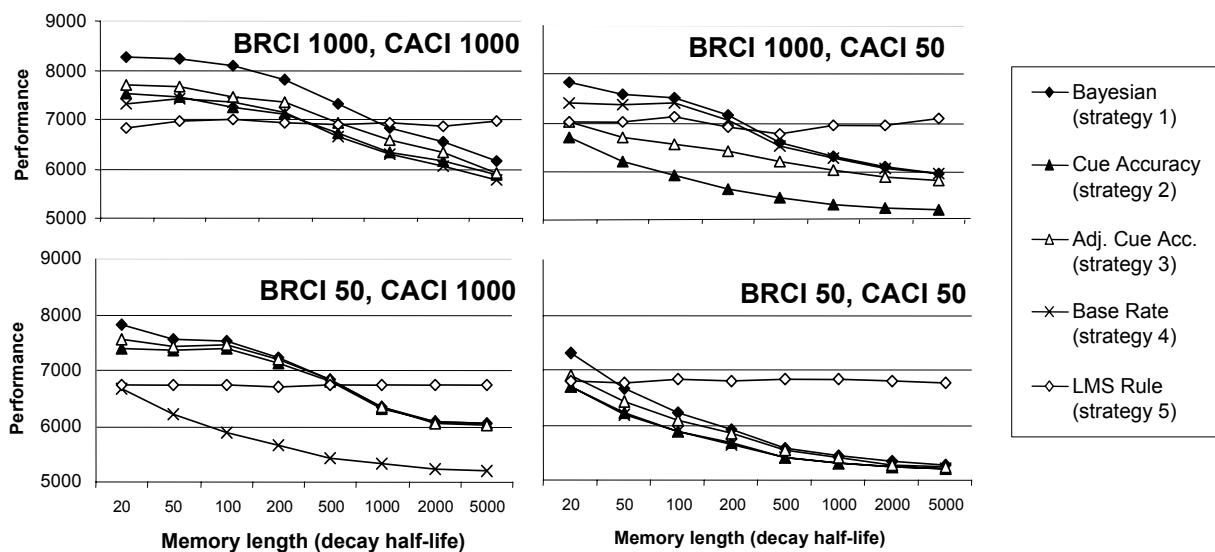 9000
8000
7000
6000
5000
Performance
BRCI 1000, CACI 1000
BRCI 1000, CACI 50
9000
8000
7000
6000
5000
Performance
BRCI 50, CACI 1000
BRCI 50, CACI 50
20 50 100 200 500 1000 2000 5000
20 50 100 200 500 1000 2000 5000
Memory length (decay half-life)
Memory length (decay half-life)
Bayesian
(strategy 1)
Cue Accuracy
(strategy 2)
Adj. Cue Acc.
(strategy 3)
Base Rate
(strategy 4)
LMS Rule
(strategy 5)